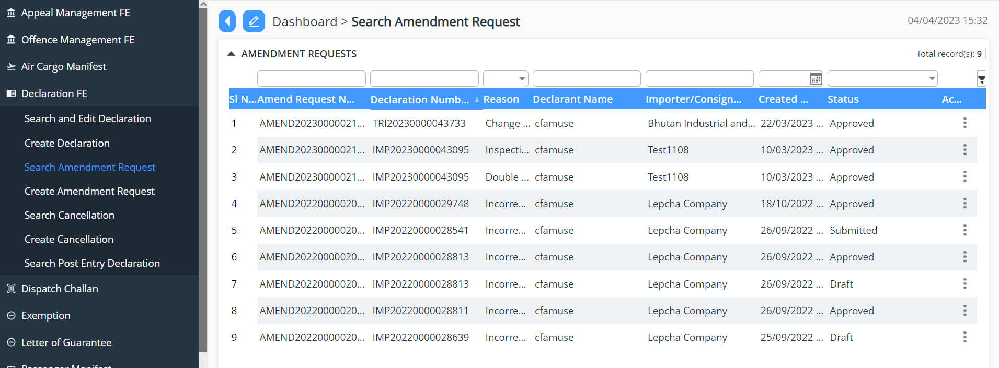 Appeal Management FE
Offence Management FE
Air Cargo Manifest
Declaration FE
Search and Edit Declaration
Create Declaration
Search Amendment Request
Create Amendment Request
Search Cancellation
Create Cancellation
Search Post Entry Declaration
Dispatch Challan
Exemption
Letter of Guarantee
Passenger Manifest
Dashboard > Search Amendment Request
04/04/2023 15:32
AMENDMENT REQUESTS
Total record(s): 9
Sl N... Amend Request N... Declaration Numb... ↓ Reason Declarant Name Importer/Consign... Created ... Status Ac...
1 AMEND20230000021... TRI20230000043733 Change ... cfamuse Bhutan Industrial and... 22/03/2023 ... Approved
2 AMEND20230000021... IMP20230000043095 Inspecti... cfamuse Test1108 10/03/2023 ... Approved
3 AMEND20230000021... IMP20230000043095 Double ... cfamuse Test1108 10/03/2023 ... Approved
4 AMEND20220000020... IMP20220000029748 Incorre... cfamuse Lepcha Company 18/10/2022 ... Approved
5 AMEND20220000020... IMP20220000028541 Incorre... cfamuse Lepcha Company 26/09/2022 ... Submitted
6 AMEND20220000020... IMP20220000028813 Incorre... cfamuse Lepcha Company 26/09/2022 ... Approved
7 AMEND20220000020... IMP20220000028813 Incorre... cfamuse Lepcha Company 26/09/2022 ... Draft
8 AMEND20220000020... IMP20220000028811 Incorre... cfamuse Lepcha Company 26/09/2022 ... Approved
9 AMEND20220000020... IMP20220000028639 Incorre... cfamuse Lepcha Company 25/09/2022 ... Draft